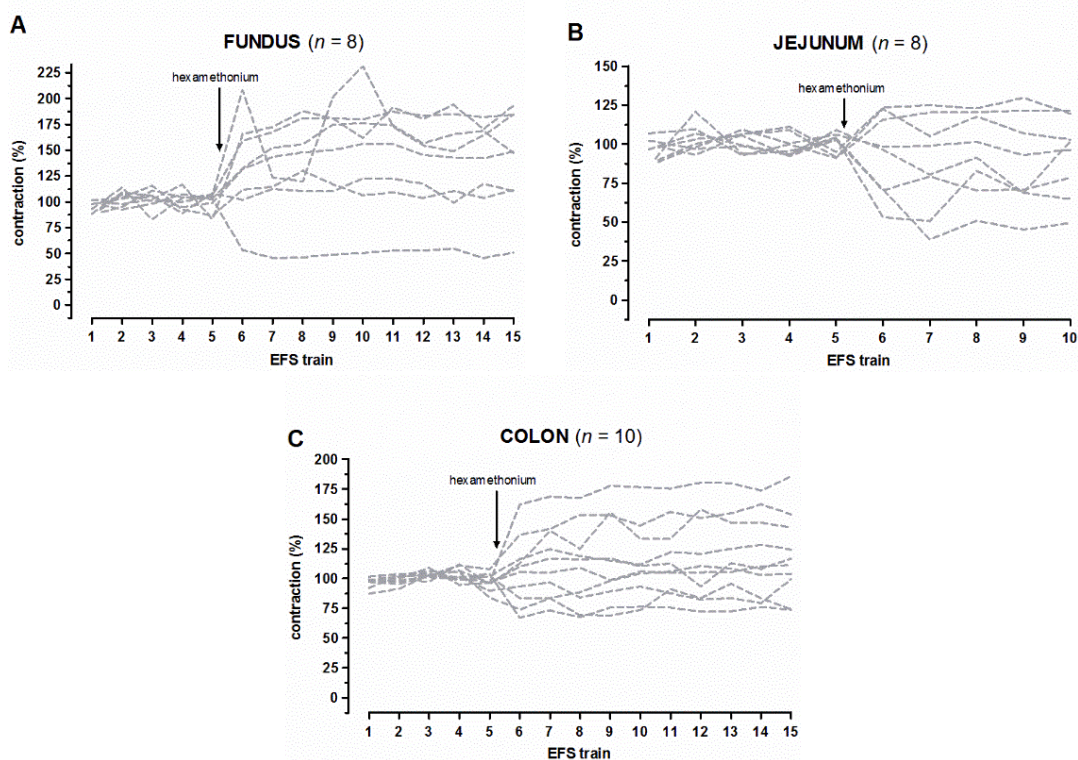 A
FUNDUS (n = 8)
hexamethonium
contraction (%)
225
200
175
150
125
100
75
50
25
0
1 2 3 4 5 6 7 8 9 10 11 12 13 14 15
EFS train
B
JEJUNUM (n = 8)
hexamethonium
contraction (%)
150
125
100
75
50
25
0
1 2 3 4 5 6 7 8 9 10
EFS train
C
COLON (n = 10)
hexamethonium
contraction (%)
200
175
150
125
100
75
50
25
0
1 2 3 4 5 6 7 8 9 10 11 12 13 14 15
EFS train